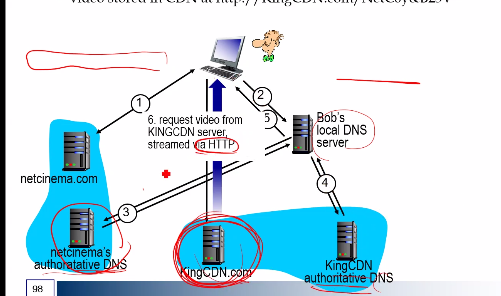 video stored in CDN at http://KingCDN.com/NetC6y&B23V
1
2
5
6. request video from
KINGCDN server,
streamed via HTTP
Bob's
local DNS
server
netcinema.com
3
4
netcinema's
authoratative DNS
KingCDN.com
KingCDN
authoritative DNS
98